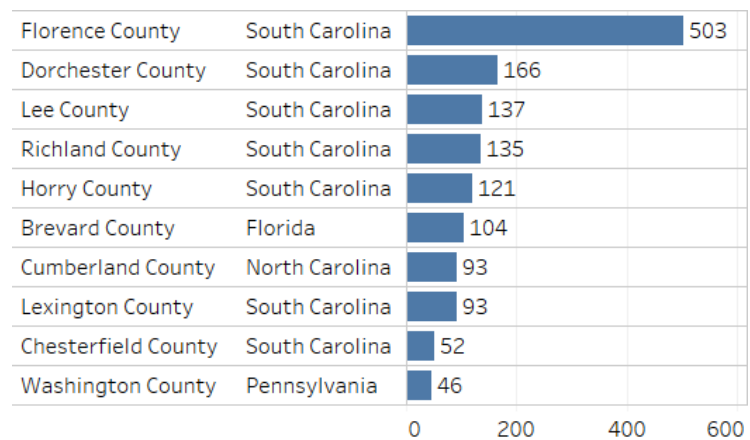 Florence County South Carolina 503
Dorchester County South Carolina 166
Lee County South Carolina 137
Richland County South Carolina 135
Horry County South Carolina 121
Brevard County Florida 104
Cumberland County North Carolina 93
Lexington County South Carolina 93
Chesterfield County South Carolina 52
Washington County Pennsylvania 46
0 200 400 600